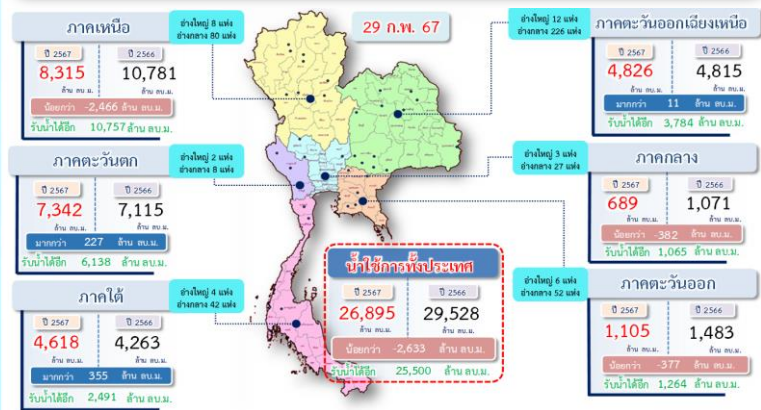 ภาคเหนือ
อ่างใหญ่ 8 แห่ง
อ่างกลาง 80 แห่ง
ปี 2567 ปี 2566
8,315 10,781
ล้าน ลบ.ม. ล้าน ลบ.ม.
น้อยกว่า -2,466 ล้าน ลบ.ม.
รับน้ำได้อีก 10,757 ล้าน ลบ.ม.
29 ก.พ. 67
อ่างใหญ่ 12 แห่ง
อ่างกลาง 226 แห่ง
ภาคตะวันออกเฉียงเหนือ
ปี 2567 ปี 2566
4,826 4,815
ล้าน ลบ.ม. ล้าน ลบ.ม.
มากกว่า 11 ล้าน ลบ.ม.
รับน้ำได้อีก 3,784 ล้าน ลบ.ม.
ภาคตะวันตก
อ่างใหญ่ 2 แห่ง
อ่างกลาง 8 แห่ง
ปี 2567 ปี 2566
7,342 7,115
ล้าน ลบ.ม. ล้าน ลบ.ม.
มากกว่า 227 ล้าน ลบ.ม.
รับน้ำได้อีก 6,138 ล้าน ลบ.ม.
อ่างใหญ่ 3 แห่ง
อ่างกลาง 27 แห่ง
ภาคกลาง
ปี 2567 ปี 2566
689 1,071
ล้าน ลบ.ม. ล้าน ลบ.ม.
น้อยกว่า -382 ล้าน ลบ.ม.
รับน้ำได้อีก 1,065 ล้าน ลบ.ม.
ภาคใต้
อ่างใหญ่ 4 แห่ง
อ่างกลาง 42 แห่ง
ปี 2567 ปี 2566
4,618 4,263
ล้าน ลบ.ม. ล้าน ลบ.ม.
มากกว่า 355 ล้าน ลบ.ม.
รับน้ำได้อีก 2,491 ล้าน ลบ.ม.
น้ำใช้การทั้งประเทศ
ปี 2567 ปี 2566
26,895 29,528
ล้าน ลบ.ม. ล้าน ลบ.ม.
น้อยกว่า -2,633 ล้าน ลบ.ม.
รับน้ำได้อีก 25,500 ล้าน ลบ.ม.
อ่างใหญ่ 6 แห่ง
อ่างกลาง 52 แห่ง
ภาคตะวันออก
ปี 2567 ปี 2566
1,105 1,483
ล้าน ลบ.ม. ล้าน ลบ.ม.
น้อยกว่า -377 ล้าน ลบ.ม.
รับน้ำได้อีก 1,264 ล้าน ลบ.ม.